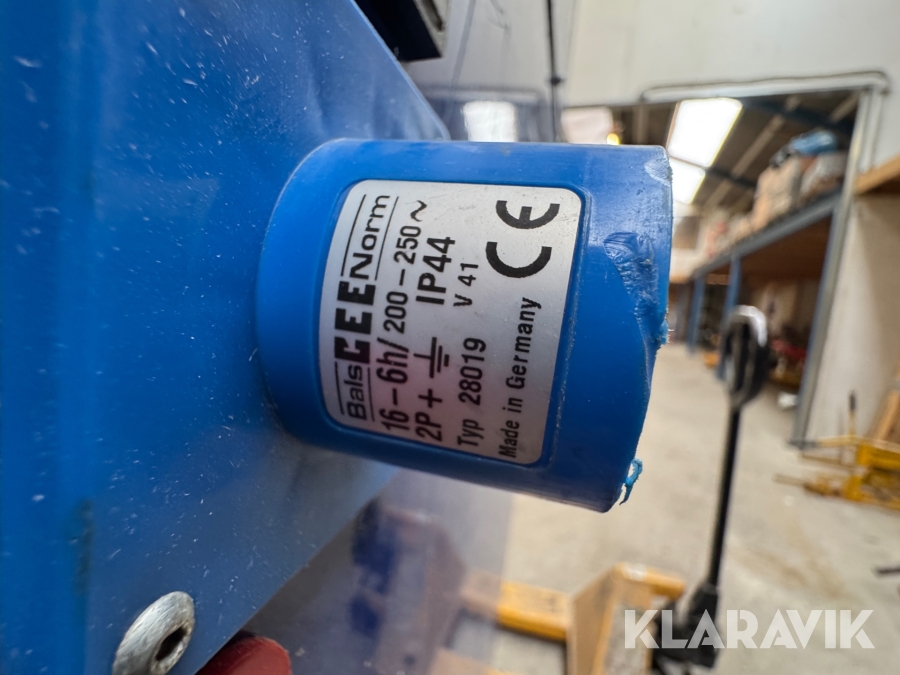 Bals CEE Norm
16-6h/200-250~
2P+⏚ IP44
Typ 28019 V 41
Made in Germany CE
KLARAVIK